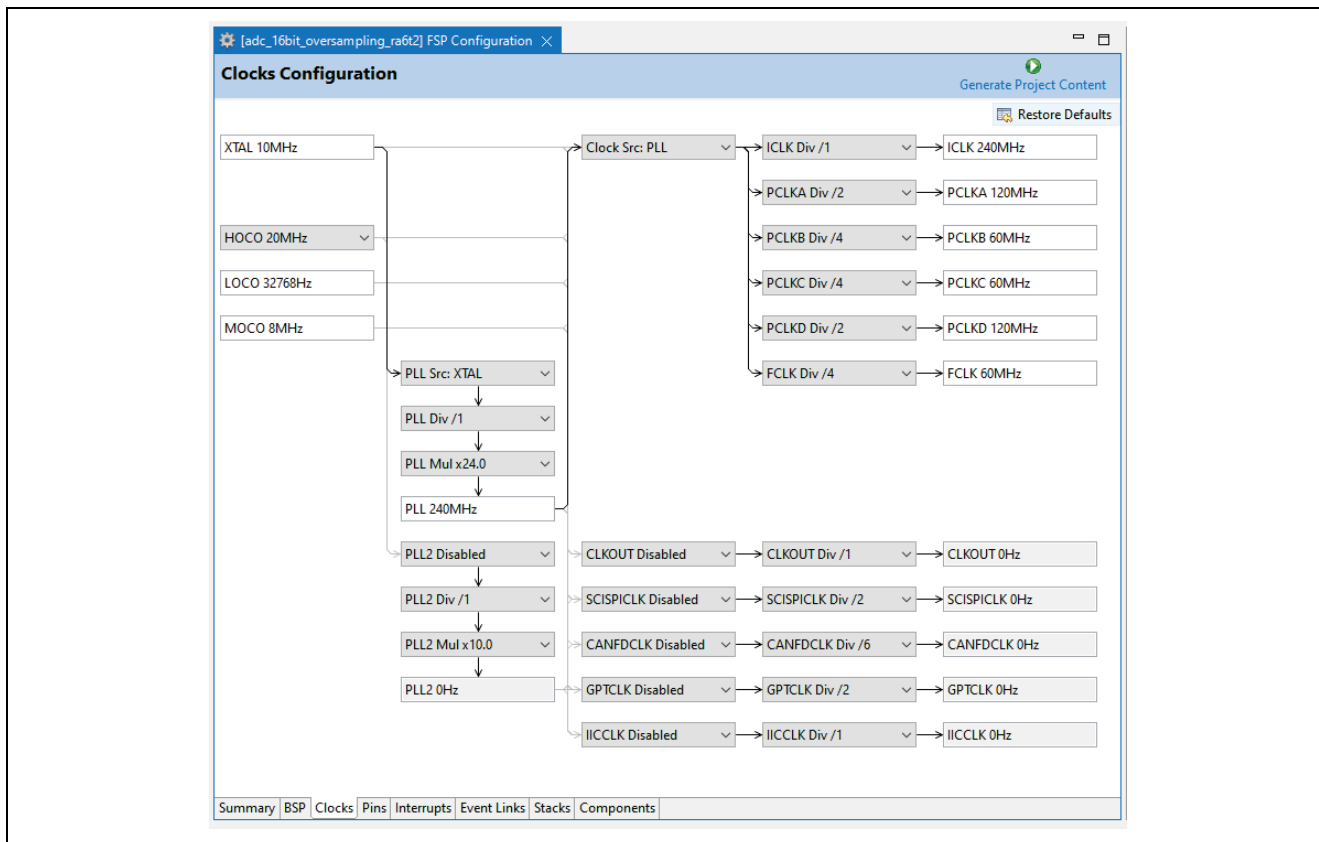 [adc_16bit_oversampling_ra6t2] FSP Configuration
Clocks Configuration
Generate Project Content
Restore Defaults
XTAL 10MHz
Clock Src: PLL
ICLK Div /1
ICLK 240MHz
PCLKA Div /2
PCLKA 120MHz
HOCO 20MHz
PCLKB Div /4
PCLKB 60MHz
LOCO 32768Hz
PCLKC Div /4
PCLKC 60MHz
MOCO 8MHz
PCLKD Div /2
PCLKD 120MHz
PLL Src: XTAL
FCLK Div /4
FCLK 60MHz
PLL Div /1
PLL Mul x24.0
PLL 240MHz
PLL2 Disabled
CLKOUT Disabled
CLKOUT Div /1
CLKOUT 0Hz
PLL2 Div /1
SCISPICLK Disabled
SCISPICLK Div /2
SCISPICLK 0Hz
PLL2 Mul x10.0
CANFDCLK Disabled
CANFDCLK Div /6
CANFDCLK 0Hz
PLL2 0Hz
GPTCLK Disabled
GPTCLK Div /2
GPTCLK 0Hz
IICCLK Disabled
IICCLK Div /1
IICCLK 0Hz
Summary BSP Clocks Pins Interrupts Event Links Stacks Components